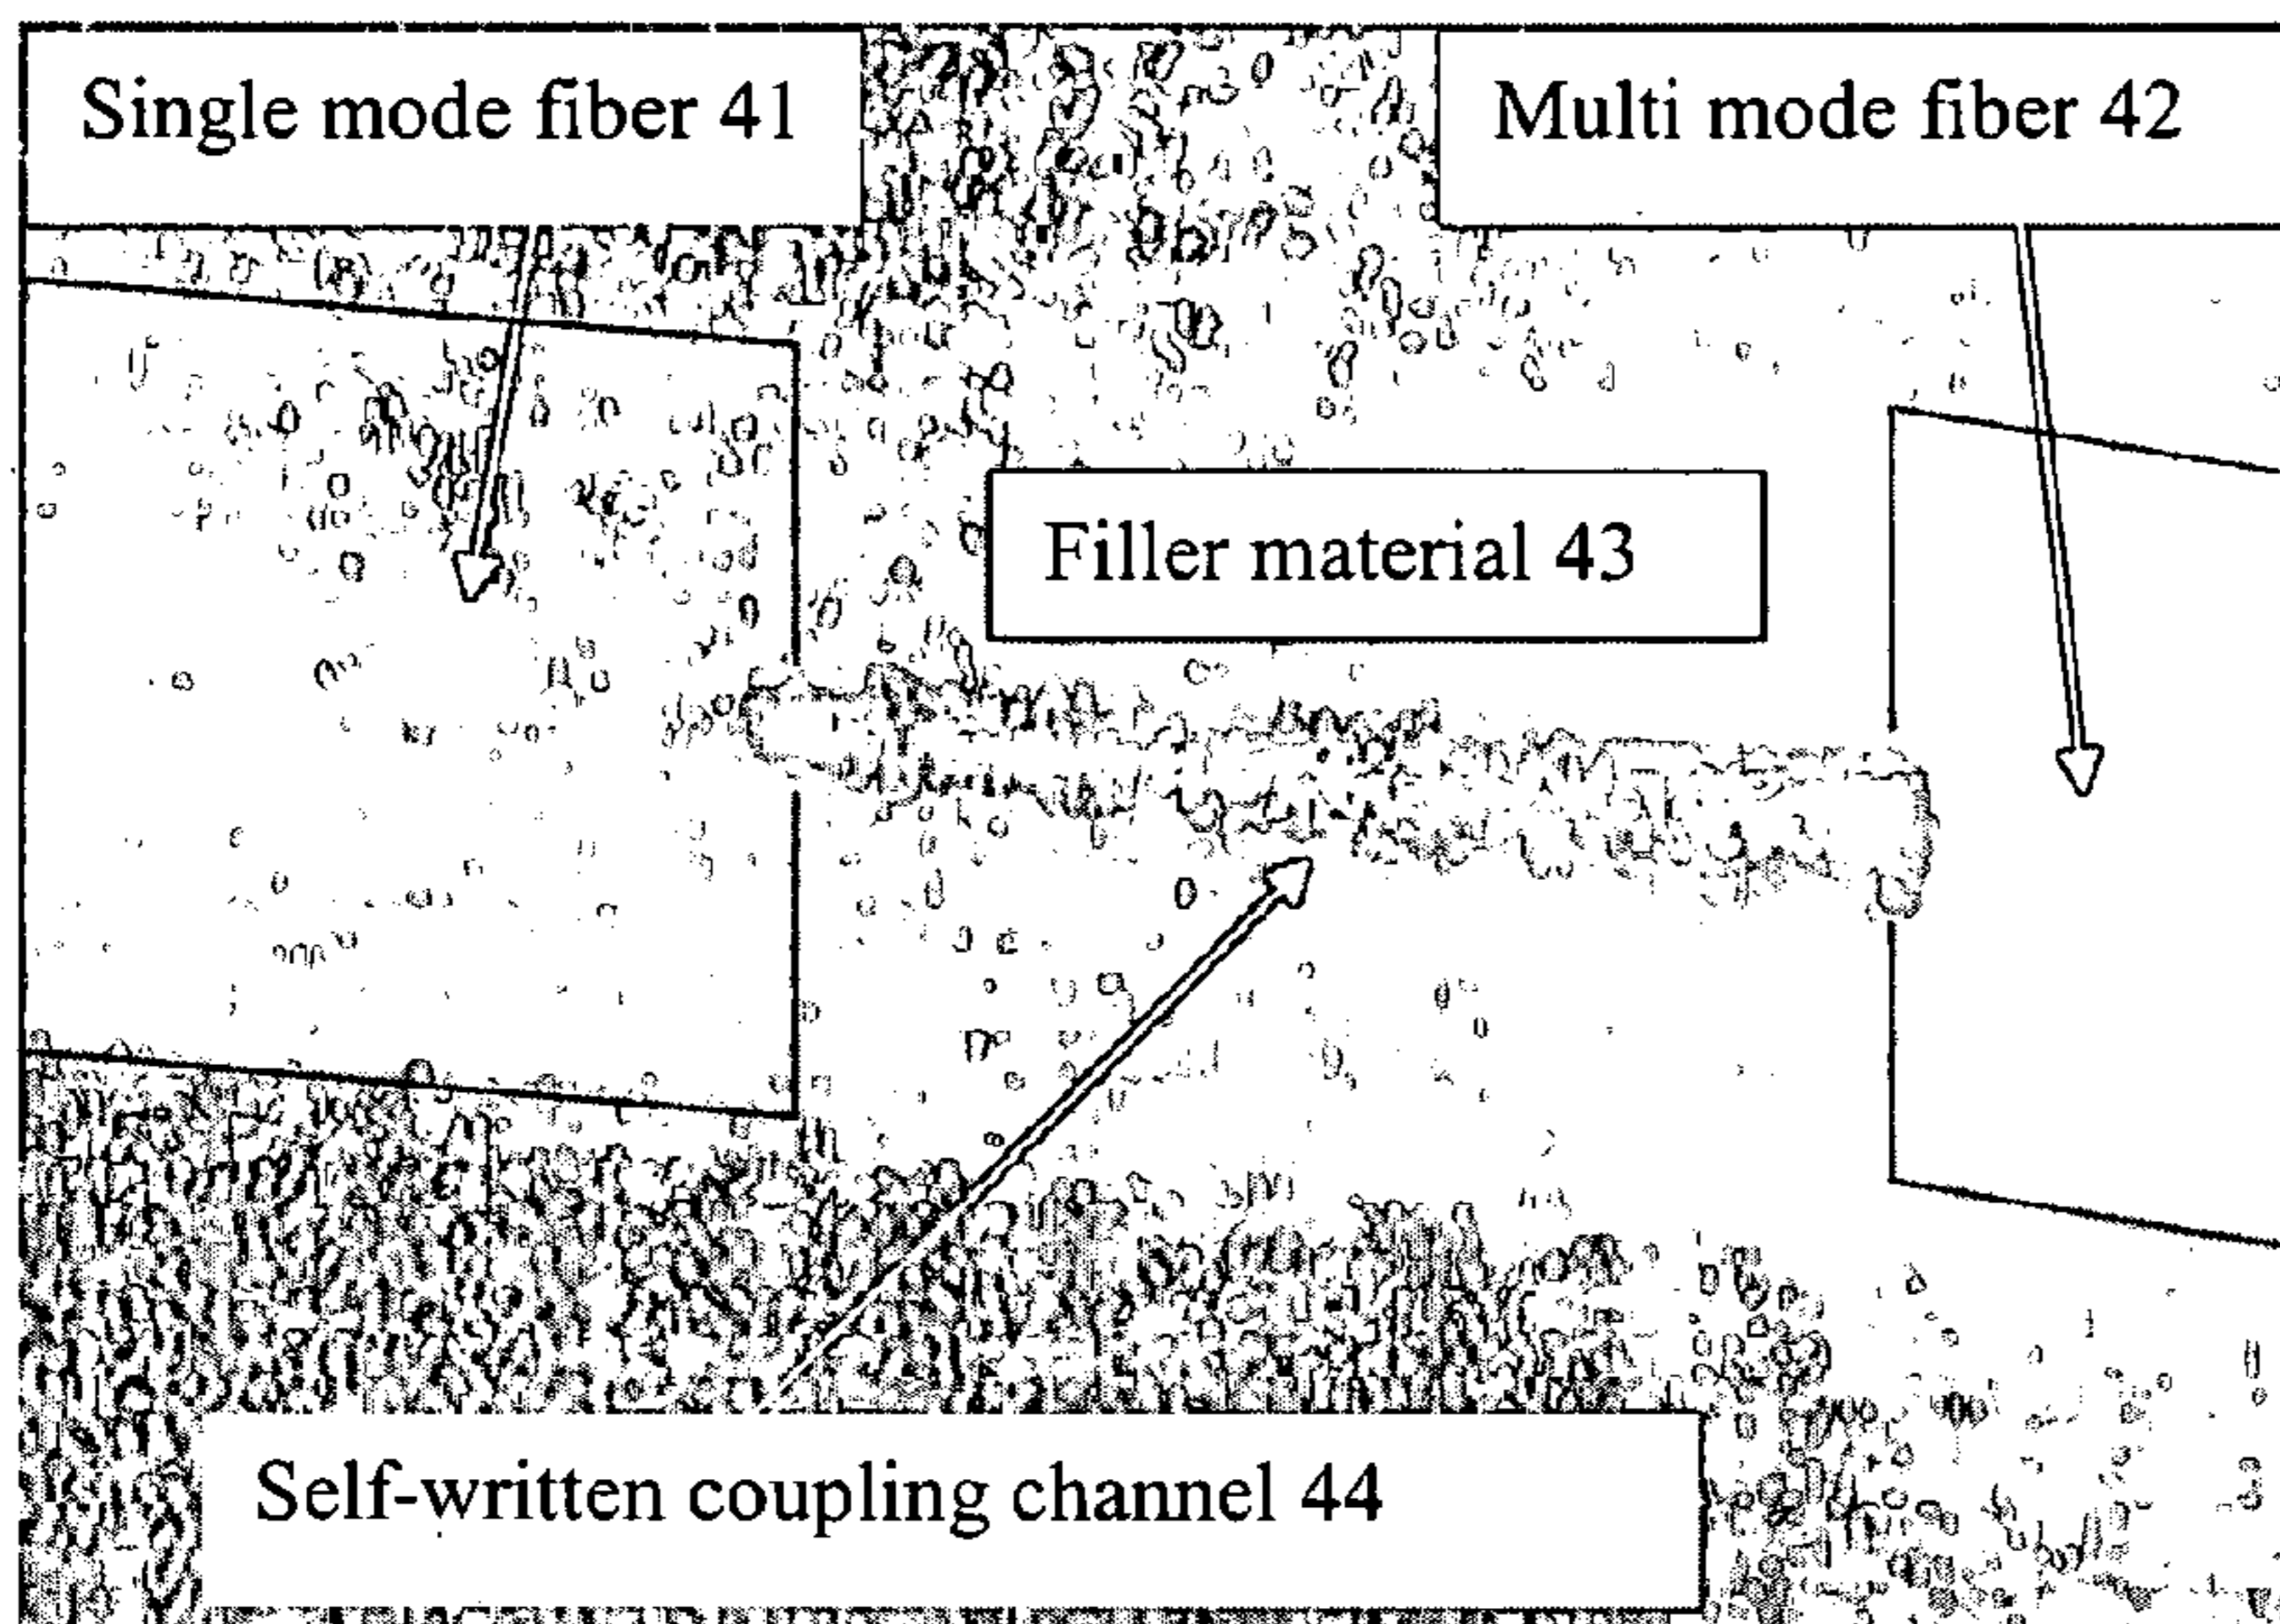 Single mode fiber 41
Multi mode fiber 42
Filler material 43
Self-written coupling channel 44